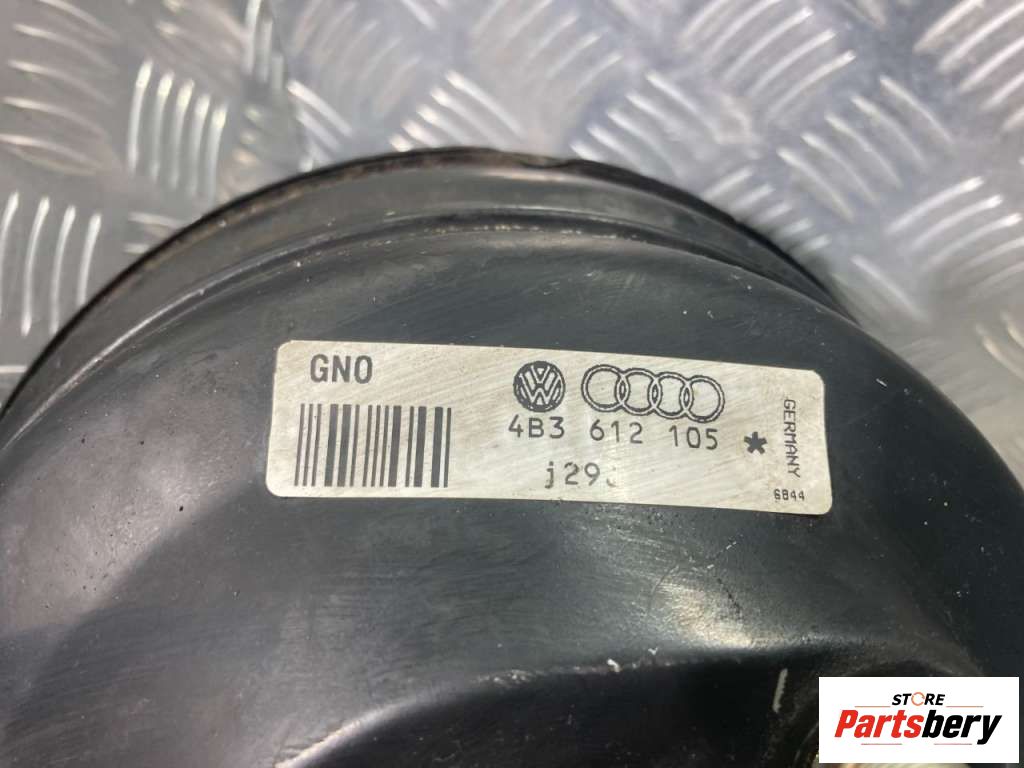 GNO
4B3 612 105 *
GERMANY
6844
STORE
Partsbery